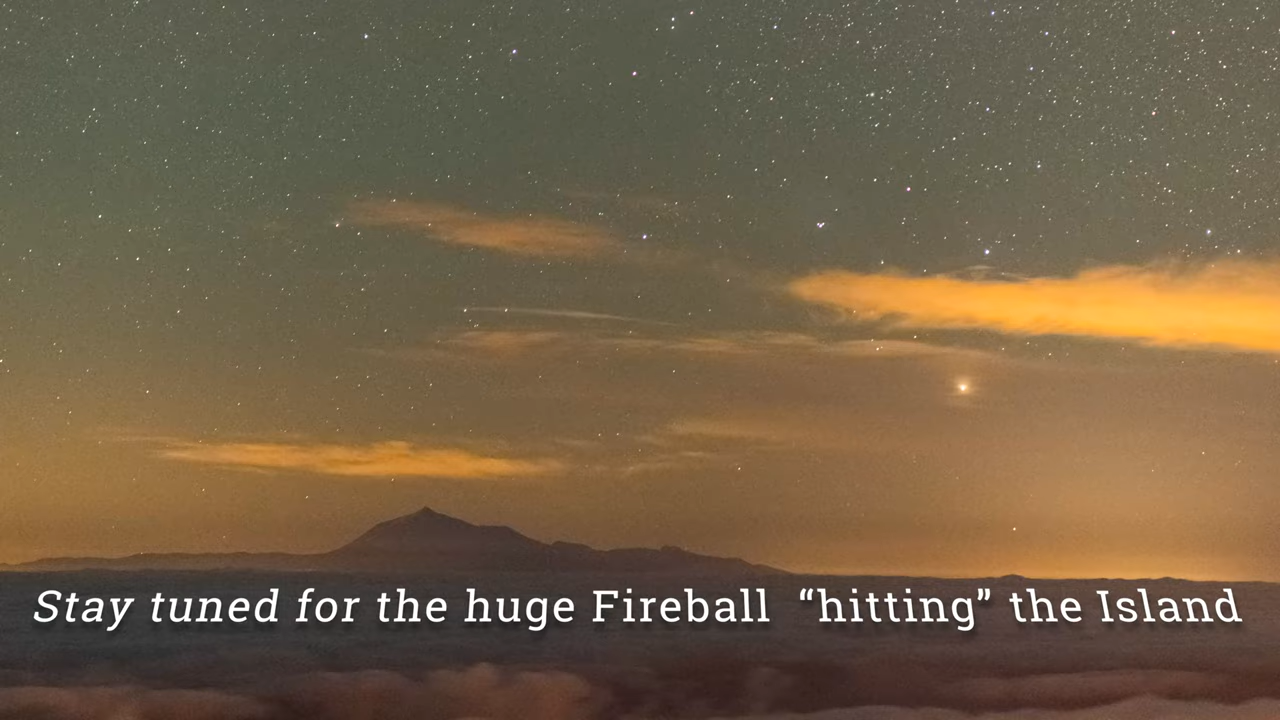 Stay tuned for the huge Fireball “hitting” the Island